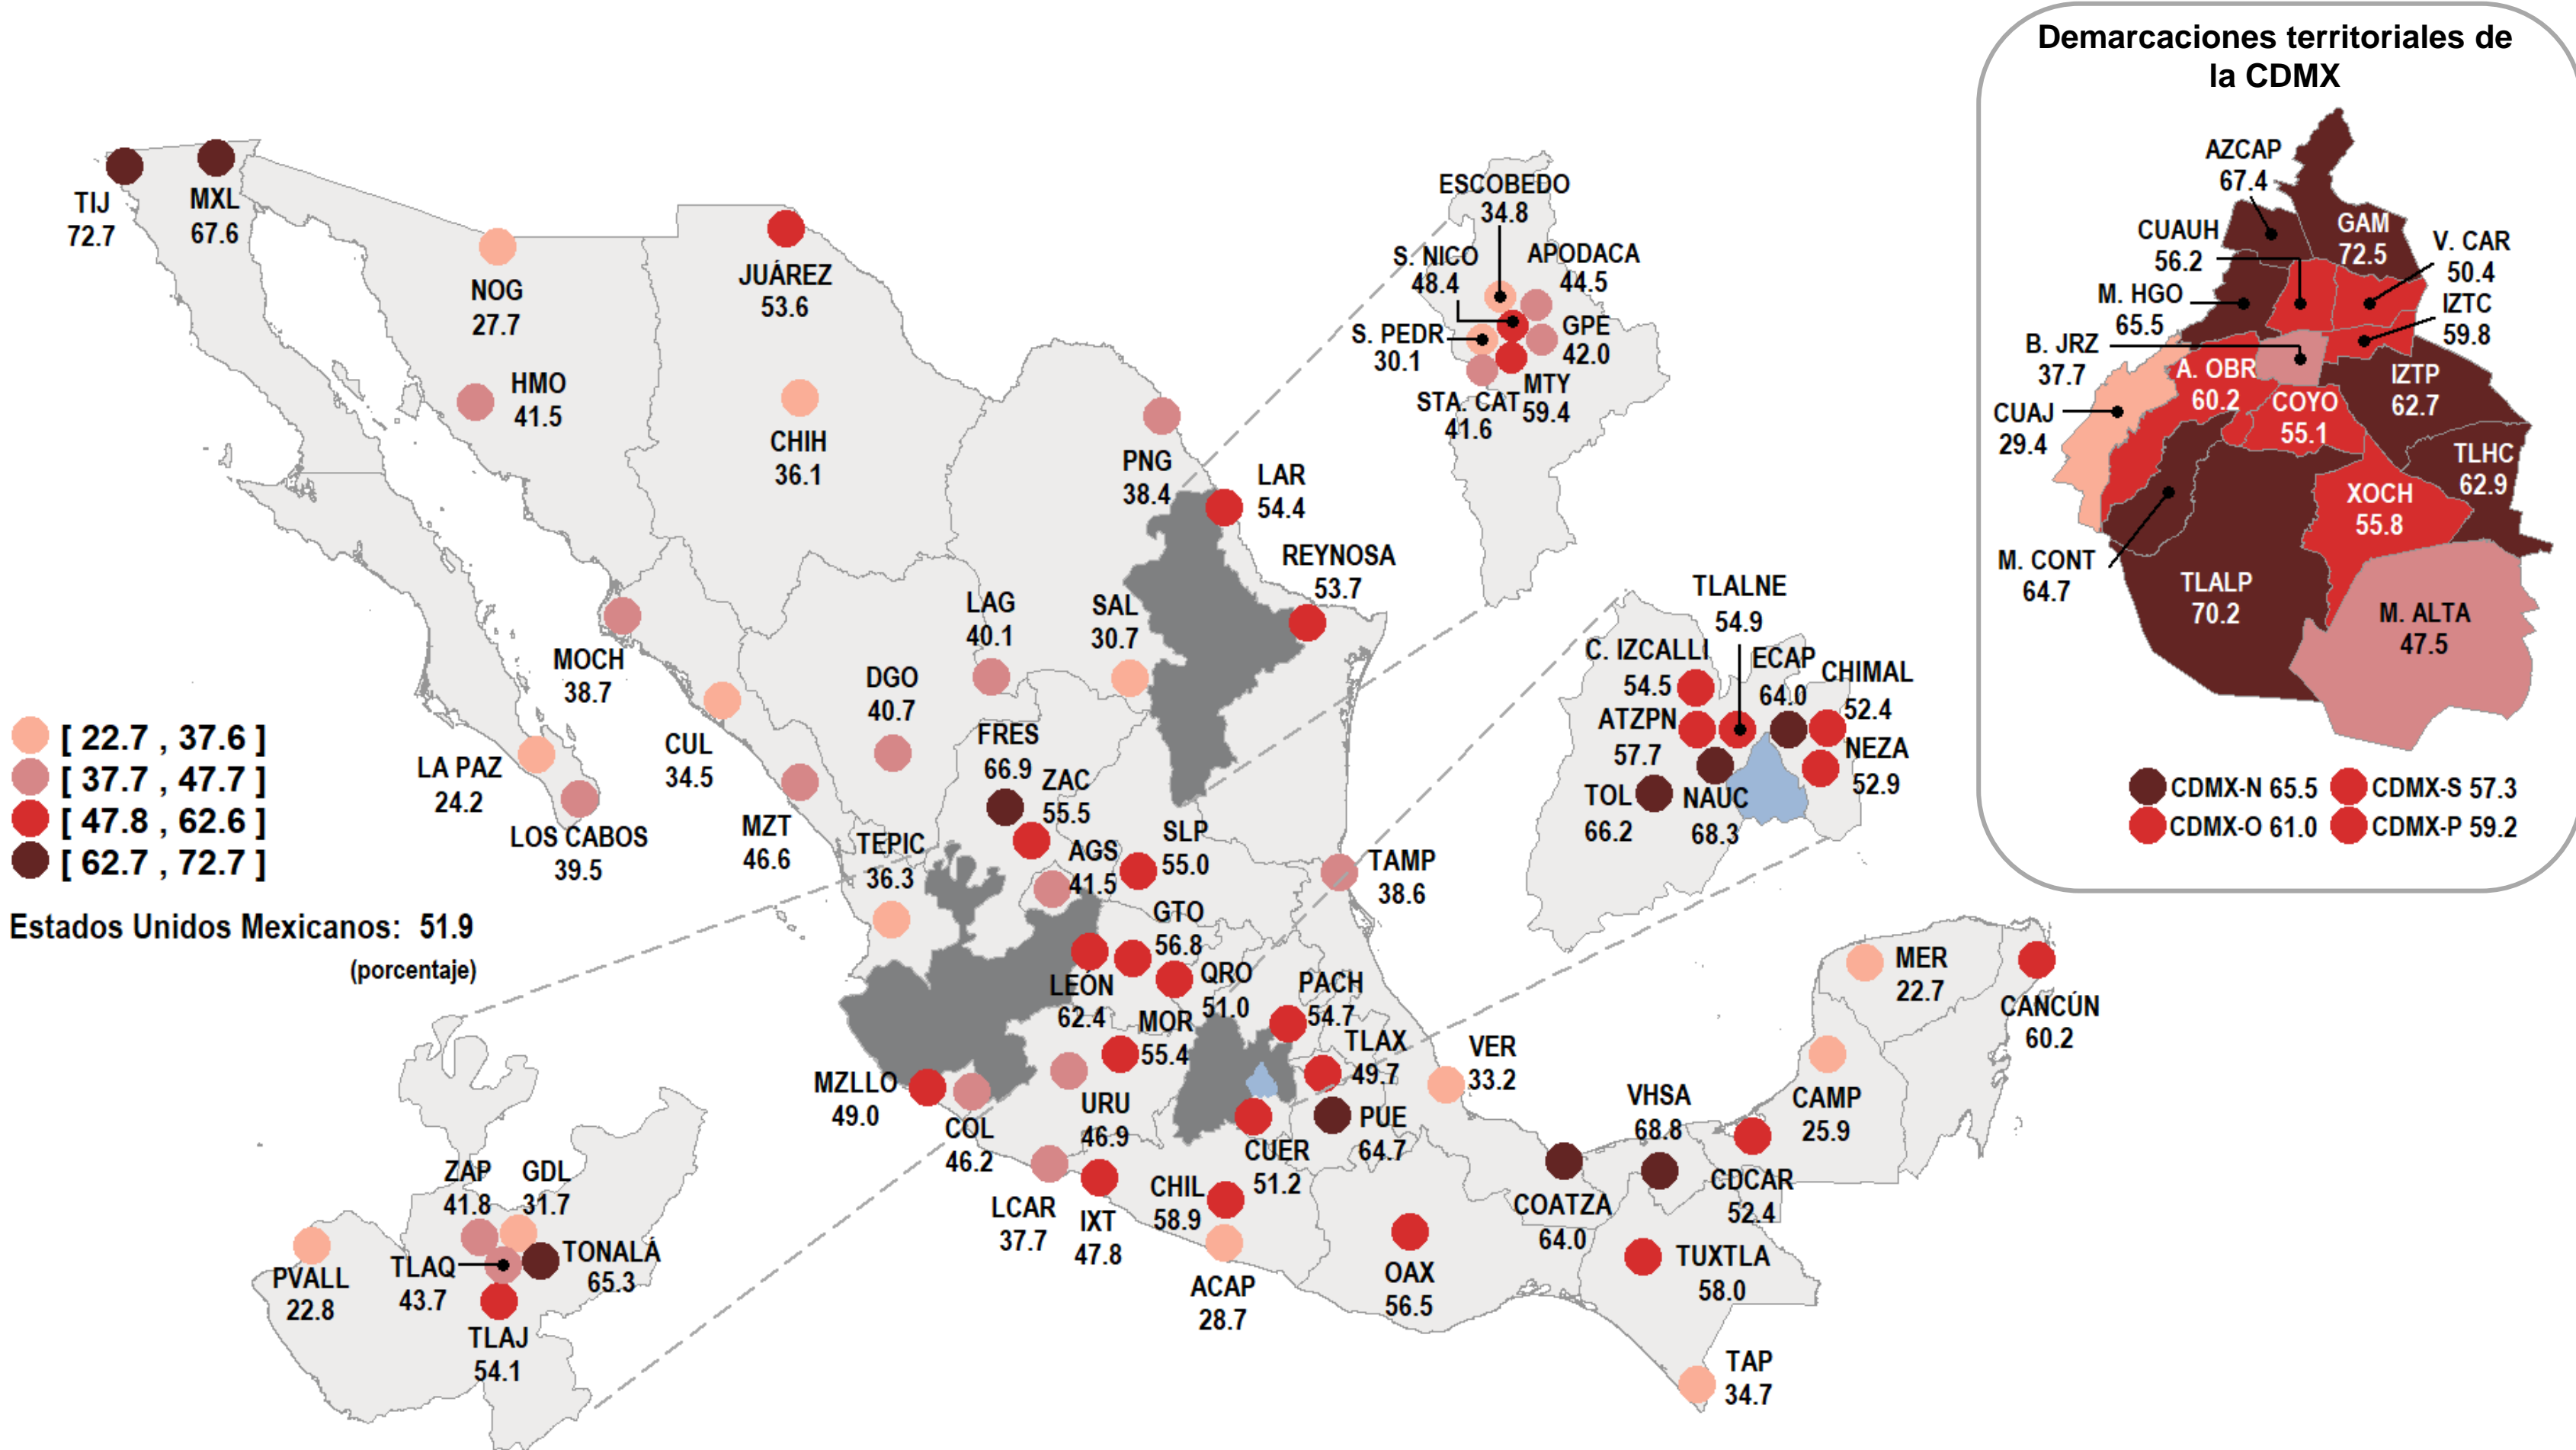 Demarcaciones territoriales de
la CDMX
AZCAP
67.4
CUAUH
56.2
GAM
72.5
V. CAR
50.4
M. HGO
65.5
IZTC
59.8
B. JRZ
37.7
A. OBR
60.2
IZTP
62.7
CUAJ
29.4
COYO
55.1
TLHC
62.9
XOCH
55.8
M. CONT
64.7
TLALP
70.2
M. ALTA
47.5
CDMX-N 65.5
CDMX-S 57.3
CDMX-O 61.0
CDMX-P 59.2
TIJ
72.7
MXL
67.6
NOG
27.7
JUÁREZ
53.6
HMO
41.5
CHIH
36.1
ESCOBEDO
34.8
S. NICO
48.4
APODACA
44.5
S. PEDR
30.1
GPE
42.0
STA. CAT
41.6
MTY
59.4
PNG
38.4
LAR
54.4
REYNOSA
53.7
LAG
40.1
SAL
30.7
MOCH
38.7
DGO
40.7
CUL
34.5
FRES
66.9
ZAC
55.5
LA PAZ
24.2
LOS CABOS
39.5
MZT
46.6
TEPIC
36.3
AGS
41.5
SLP
55.0
TAMP
38.6
TLALNE
54.9
C. IZCALLI
54.5
ECAP
64.0
CHIMAL
52.4
ATZPN
57.7
NEZA
52.9
TOL
66.2
NAUC
68.3
[ 22.7 , 37.6 ]
[ 37.7 , 47.7 ]
[ 47.8 , 62.6 ]
[ 62.7 , 72.7 ]
Estados Unidos Mexicanos: 51.9
(porcentaje)
GTO
56.8
LEÓN
62.4
QRO
51.0
PACH
54.7
MOR
55.4
TLAX
49.7
VER
33.2
MZLLO
49.0
COL
46.2
URU
46.9
CUER
51.2
PUE
64.7
LCAR
37.7
IXT
47.8
CHIL
58.9
ACAP
28.7
OAX
56.5
COATZA
64.0
VHSA
68.8
CDCAR
52.4
CAMP
25.9
MER
22.7
CANCÚN
60.2
TUXTLA
58.0
TAP
34.7
ZAP
41.8
GDL
31.7
PVALL
22.8
TLAQ
43.7
TONALÁ
65.3
TLAJ
54.1